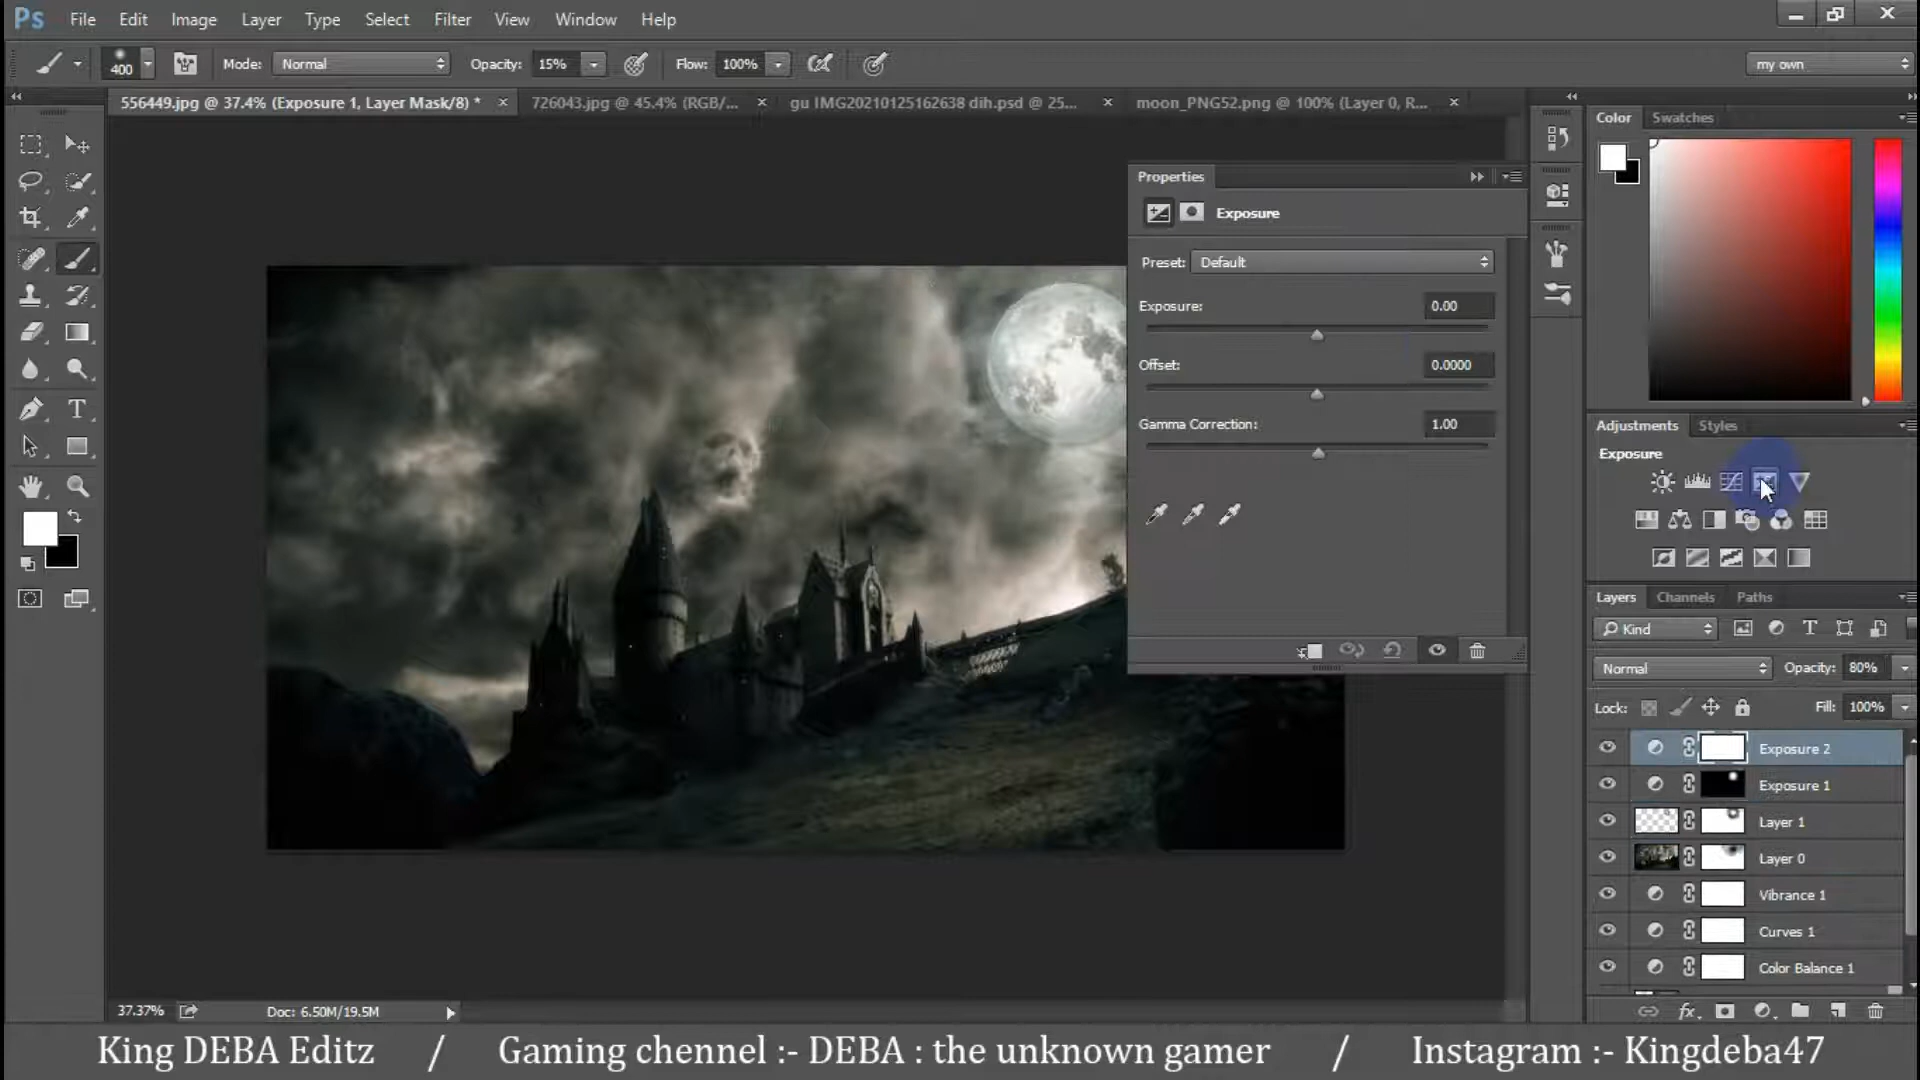 Ps File Edit Image Layer Type Select Filter View Window Help
400 Mode: Normal Opacity: 15% Flow: 100% my own
556449.jpg @ 37.4% (Exposure 1, Layer Mask/8) * × 726043.jpg @ 45.4% (RGB/... × gu IMG20210125162638 dih.psd @ 25... × moon_PNG52.png @ 100% (Layer 0, R... ×
Color Swatches
Properties
Exposure
Preset: Default
Exposure: 0.00
Offset: 0.0000
Gamma Correction: 1.00
Adjustments Styles
Exposure
Layers Channels Paths
Kind
Normal Opacity: 80%
Lock: Fill: 100%
Exposure 2
Exposure 1
Layer 1
Layer 0
Vibrance 1
Curves 1
Color Balance 1
37.37% Doc: 6.50M/19.5M
King DEBA Editz / Gaming chennel :- DEBA : the unknown gamer / Instagram :- Kingdeba47